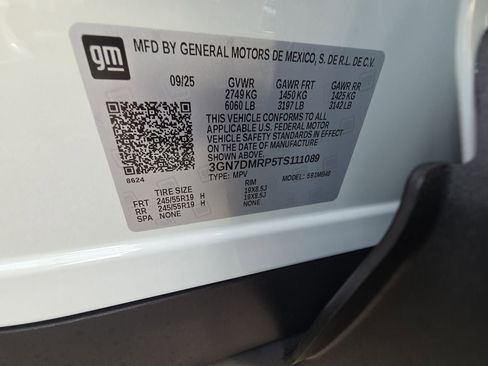 gm
MFD BY GENERAL MOTORS DE MEXICO, S. DE R.L. DE C.V.
09/25 GVWR GAWR FRT GAWR RR
2749 KG 1450 KG 1425 KG
6060 LB 3197 LB 3142 LB
THIS VEHICLE CONFORMS TO ALL
APPLICABLE U.S. FEDERAL MOTOR
VEHICLE SAFETY STANDARDS IN EFFECT
ON THE DATE OF MANUFACTURE SHOWN ABOVE.
3GN7DMRP5TS111089
8624 TYPE: MPV MODEL:
TIRE SIZE RIM
FRT 245/55R19 H 19X8.5J
RR 245/55R19 H 19X8.5J
SPA NONE NONE